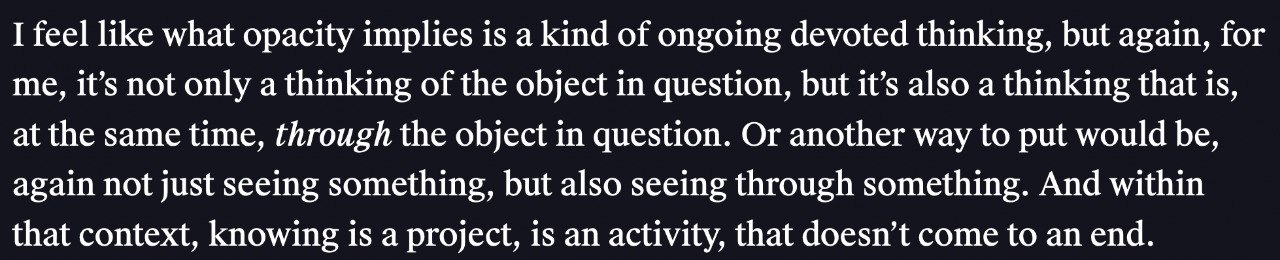 I feel like what opacity implies is a kind of ongoing devoted thinking, but again, for
me, it’s not only a thinking of the object in question, but it’s also a thinking that is,
at the same time, through the object in question. Or another way to put would be,
again not just seeing something, but also seeing through something. And within
that context, knowing is a project, is an activity, that doesn’t come to an end.